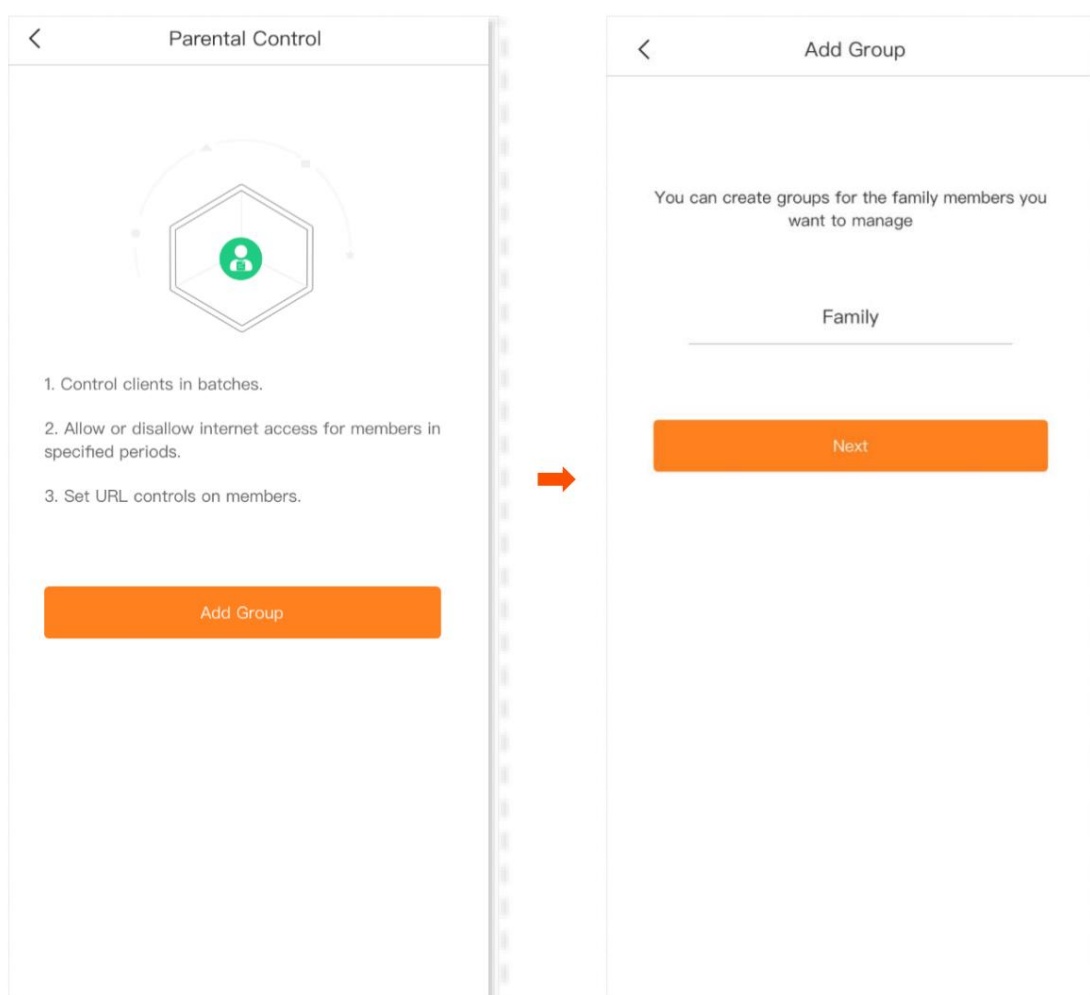 Parental Control
1. Control clients in batches.
2. Allow or disallow internet access for members in
specified periods.
3. Set URL controls on members.
Add Group
Add Group
You can create groups for the family members you
want to manage
Family
Next